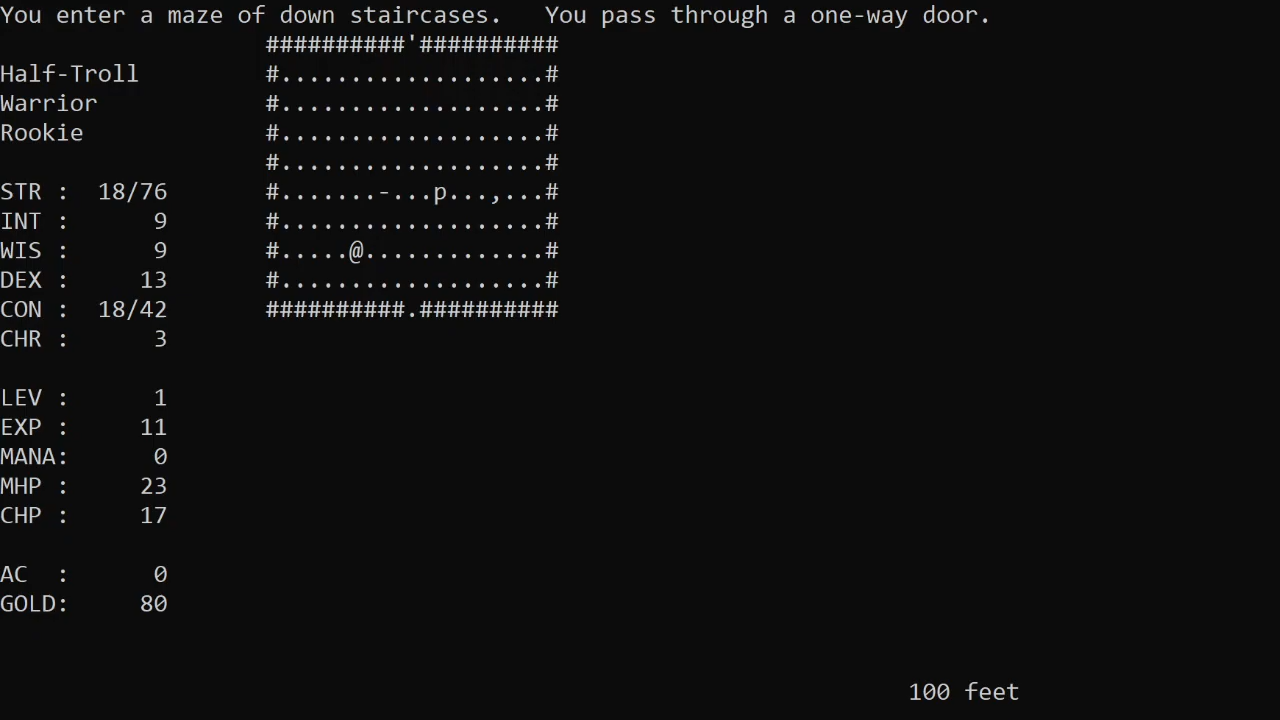 You enter a maze of down staircases.   You pass through a one-way door.
                   ##########'##########
Half-Troll         #..................#
Warrior            #..................#
Rookie             #..................#
                   #..................#
STR :  18/76       #.......-...p...,...#
INT :      9       #..................#
WIS :      9       #.....@.............#
DEX :     13       #..................#
CON :  18/42       ##########.##########
CHR :      3
LEV :      1
EXP :     11
MANA:      0
MHP :     23
CHP :     17
AC  :      0
GOLD:     80
100 feet